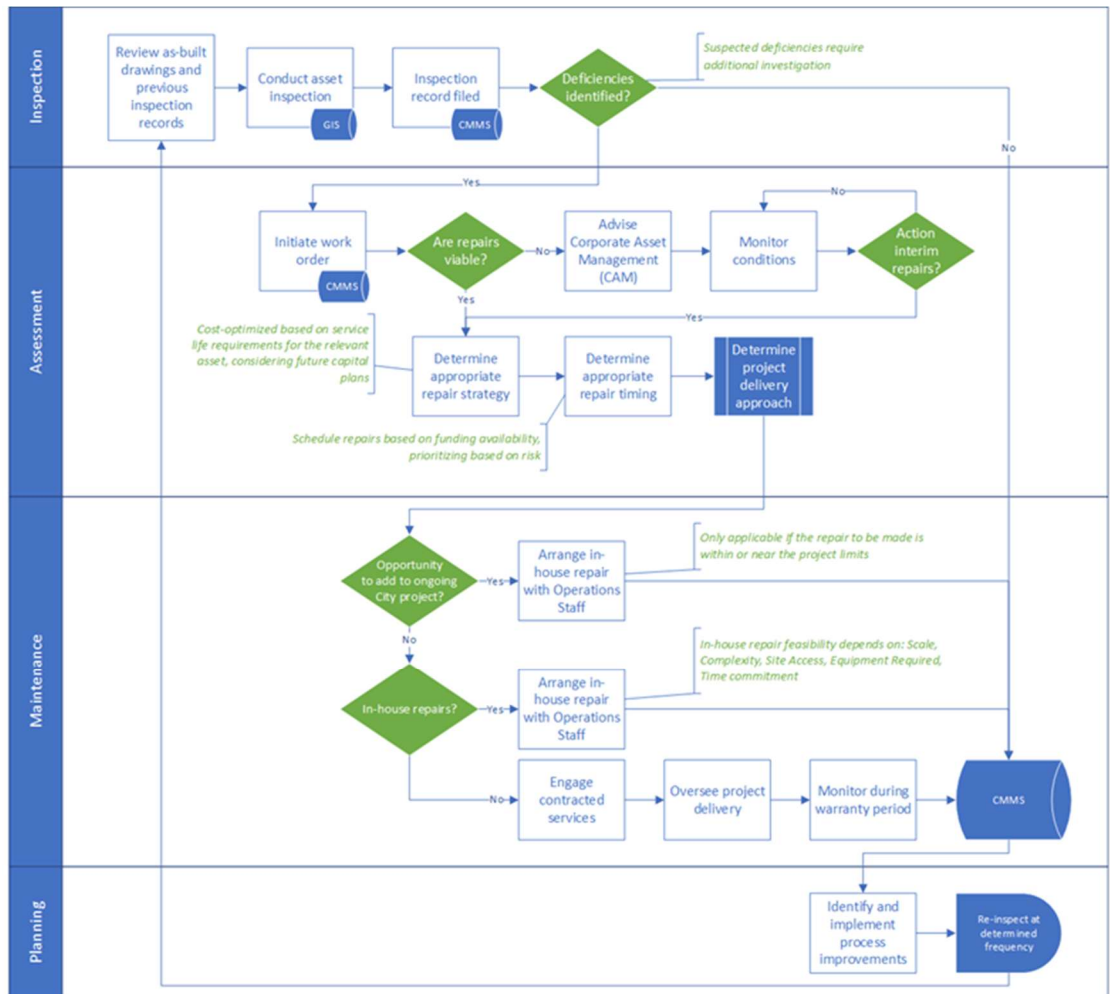 Inspection
Review as-built
drawings and
previous
inspection
records
Conduct asset
inspection
GIS
Inspection
record filed
CMMS
Deficiencies
identified?
Suspected deficiencies require
additional investigation
No
Yes
Assessment
Initiate work
order
CMMS
Are repairs
viable?
No
Advise
Corporate Asset
Management
(CAM)
Monitor
conditions
No
Action
interim
repairs?
Yes
Yes
Cost-optimized based on service
life requirements for the relevant
asset, considering future capital
plans
Determine
appropriate
repair strategy
Determine
appropriate
repair timing
Determine
project
delivery
approach
Schedule repairs based on funding availability,
prioritizing based on risk
Maintenance
Opportunity
to add to ongoing
City project?
Yes
Arrange in-
house repair
with Operations
Staff
Only applicable if the repair to be made is
within or near the project limits
No
In-house repairs?
Yes
Arrange in-
house repair
with Operations
Staff
In-house repair feasibility depends on: Scale,
Complexity, Site Access, Equipment Required,
Time commitment
No
Engage
contracted
services
Oversee project
delivery
Monitor during
warranty period
CMMS
Planning
Identify and
implement
process
improvements
Re-inspect at
determined
frequency